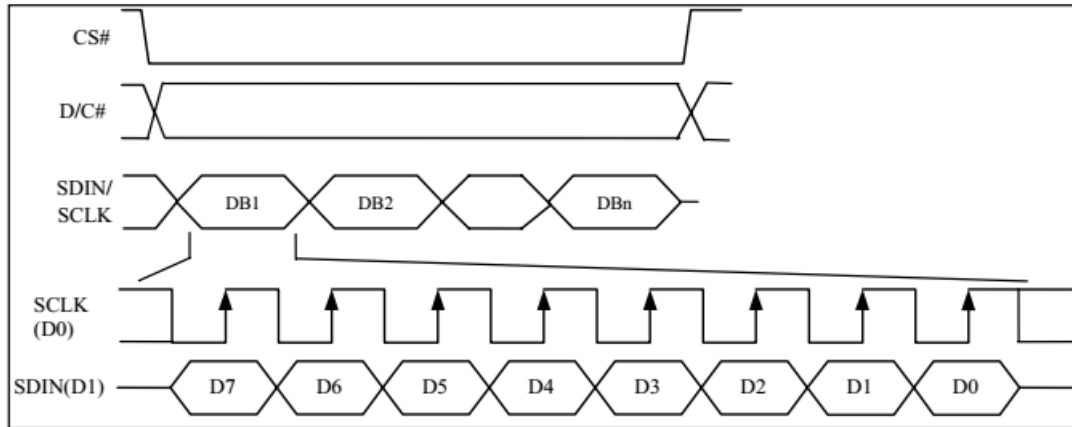 CS#
D/C#
SDIN/
SCLK
DB1 DB2 DBn
SCLK
(D0)
SDIN(D1) D7 D6 D5 D4 D3 D2 D1 D0